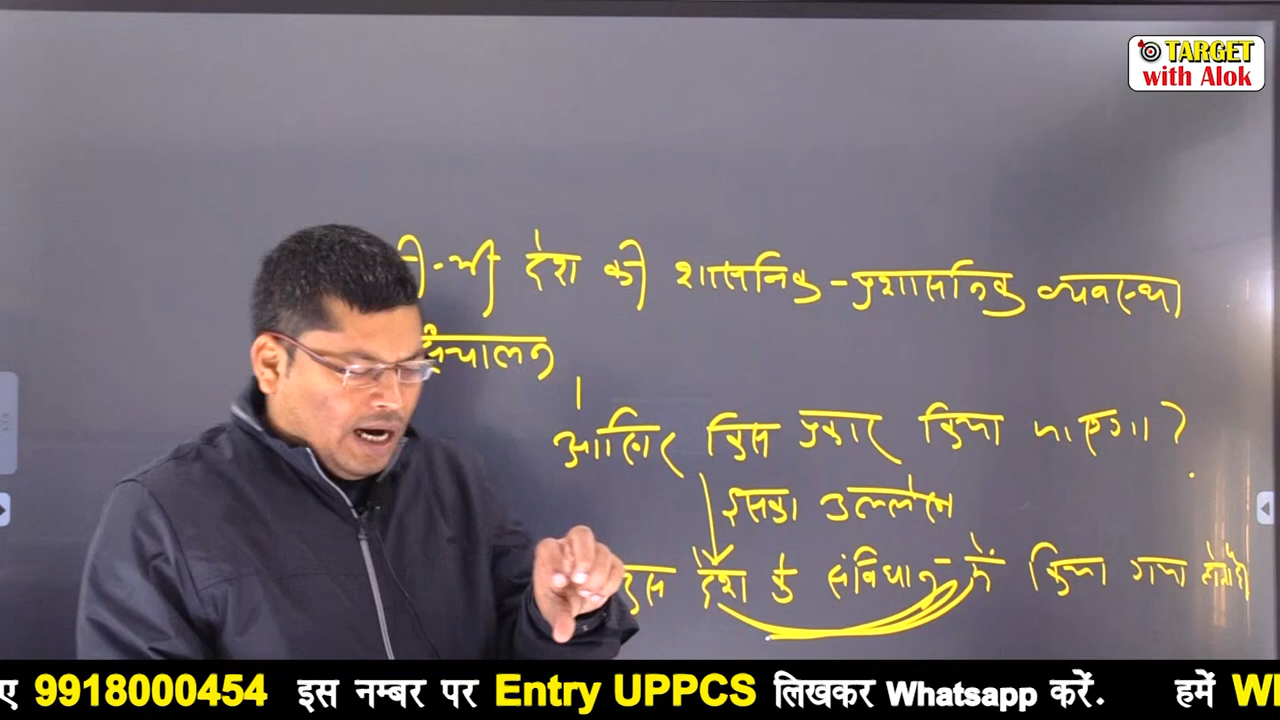 TARGET
with Alok
भी देश की शासनिक - प्रशासनिक व्यवस्था
संचालन
आखिर किस प्रकार किया जाएगा ?
इसका उल्लेख
उस देश के संविधान में किया गया होता है
ए 9918000454 इस नम्बर पर Entry UPPCS लिखकर Whatsapp करें. हमें